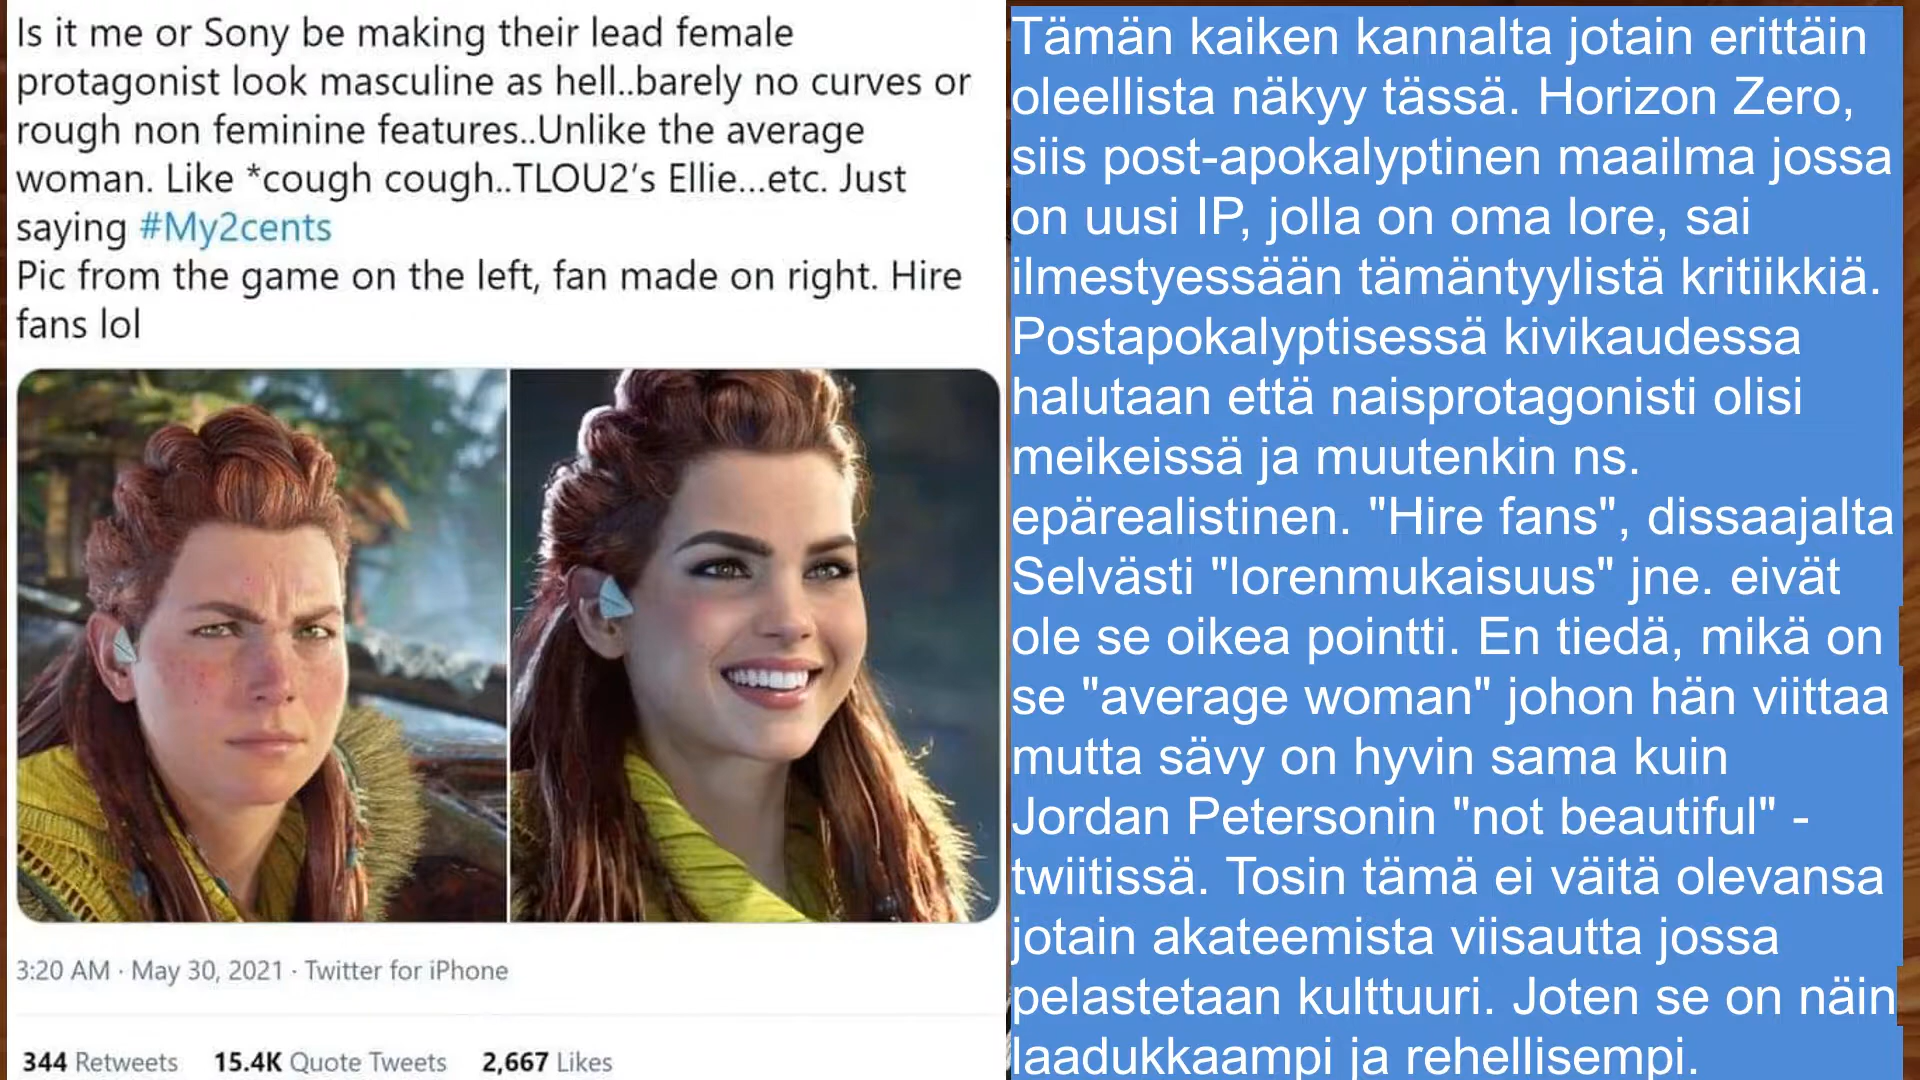 Is it me or Sony be making their lead female
protagonist look masculine as hell..barely no curves or
rough non feminine features..Unlike the average
woman. Like *cough cough..TLOU2's Ellie...etc. Just
saying #My2cents
Pic from the game on the left, fan made on right. Hire
fans lol
3:20 AM · May 30, 2021 · Twitter for iPhone
344 Retweets 15.4K Quote Tweets 2,667 Likes
Tämän kaiken kannalta jotain erittäin
oleellista näkyy tässä. Horizon Zero,
siis post-apokalyptinen maailma jossa
on uusi IP, jolla on oma lore, sai
ilmestyessään tämäntyylistä kritiikkiä.
Postapokalyptisessä kivikaudessa
halutaan että naisprotagonisti olisi
meikeissä ja muutenkin ns.
epärealistinen. "Hire fans", dissaajalta
Selvästi "lorenmukaisuus" jne. eivät
ole se oikea pointti. En tiedä, mikä on
se "average woman" johon hän viittaa
mutta sävy on hyvin sama kuin
Jordan Petersonin "not beautiful" -
twiitissä. Tosin tämä ei väitä olevansa
jotain akateemista viisautta jossa
pelastetaan kulttuuri. Joten se on näin
laadukkaampi ja rehellisempi.